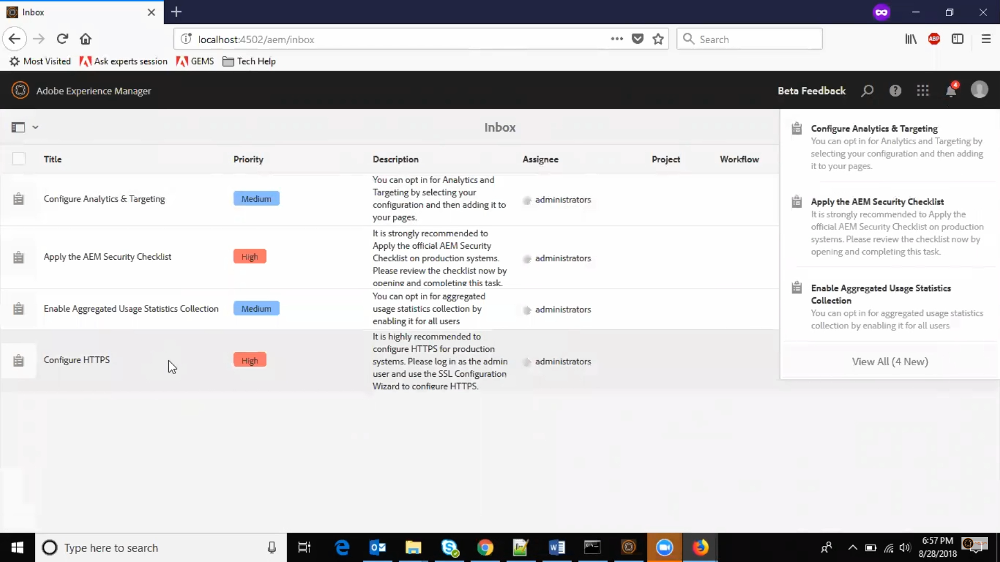 Inbox
localhost:4502/aem/inbox
Search
ABP
Most Visited
Ask experts session
GEMS
Tech Help
Adobe Experience Manager
Beta Feedback
4
Inbox
Title
Priority
Description
Assignee
Project
Workflow
Configure Analytics & Targeting
Medium
You can opt in for Analytics and
Targeting by selecting your
configuration and then adding it to
your pages.
administrators
Apply the AEM Security Checklist
High
It is strongly recommended to
Apply the official AEM Security
Checklist on production systems.
Please review the checklist now by
opening and completing this task.
administrators
Enable Aggregated Usage Statistics Collection
Medium
You can opt in for aggregated
usage statistics collection by
enabling it for all users
administrators
Configure HTTPS
High
It is highly recommended to
configure HTTPS for production
systems. Please log in as the admin
user and use the SSL Configuration
Wizard to configure HTTPS.
administrators
Configure Analytics & Targeting
You can opt in for Analytics and Targeting by
selecting your configuration and then adding
it to your pages.
Apply the AEM Security Checklist
It is strongly recommended to Apply the
official AEM Security Checklist on production
systems. Please review the checklist now by
opening and completing this task.
Enable Aggregated Usage Statistics
Collection
You can opt in for aggregated usage statistics
collection by enabling it for all users
View All (4 New)
Type here to search
6:57 PM
8/28/2018